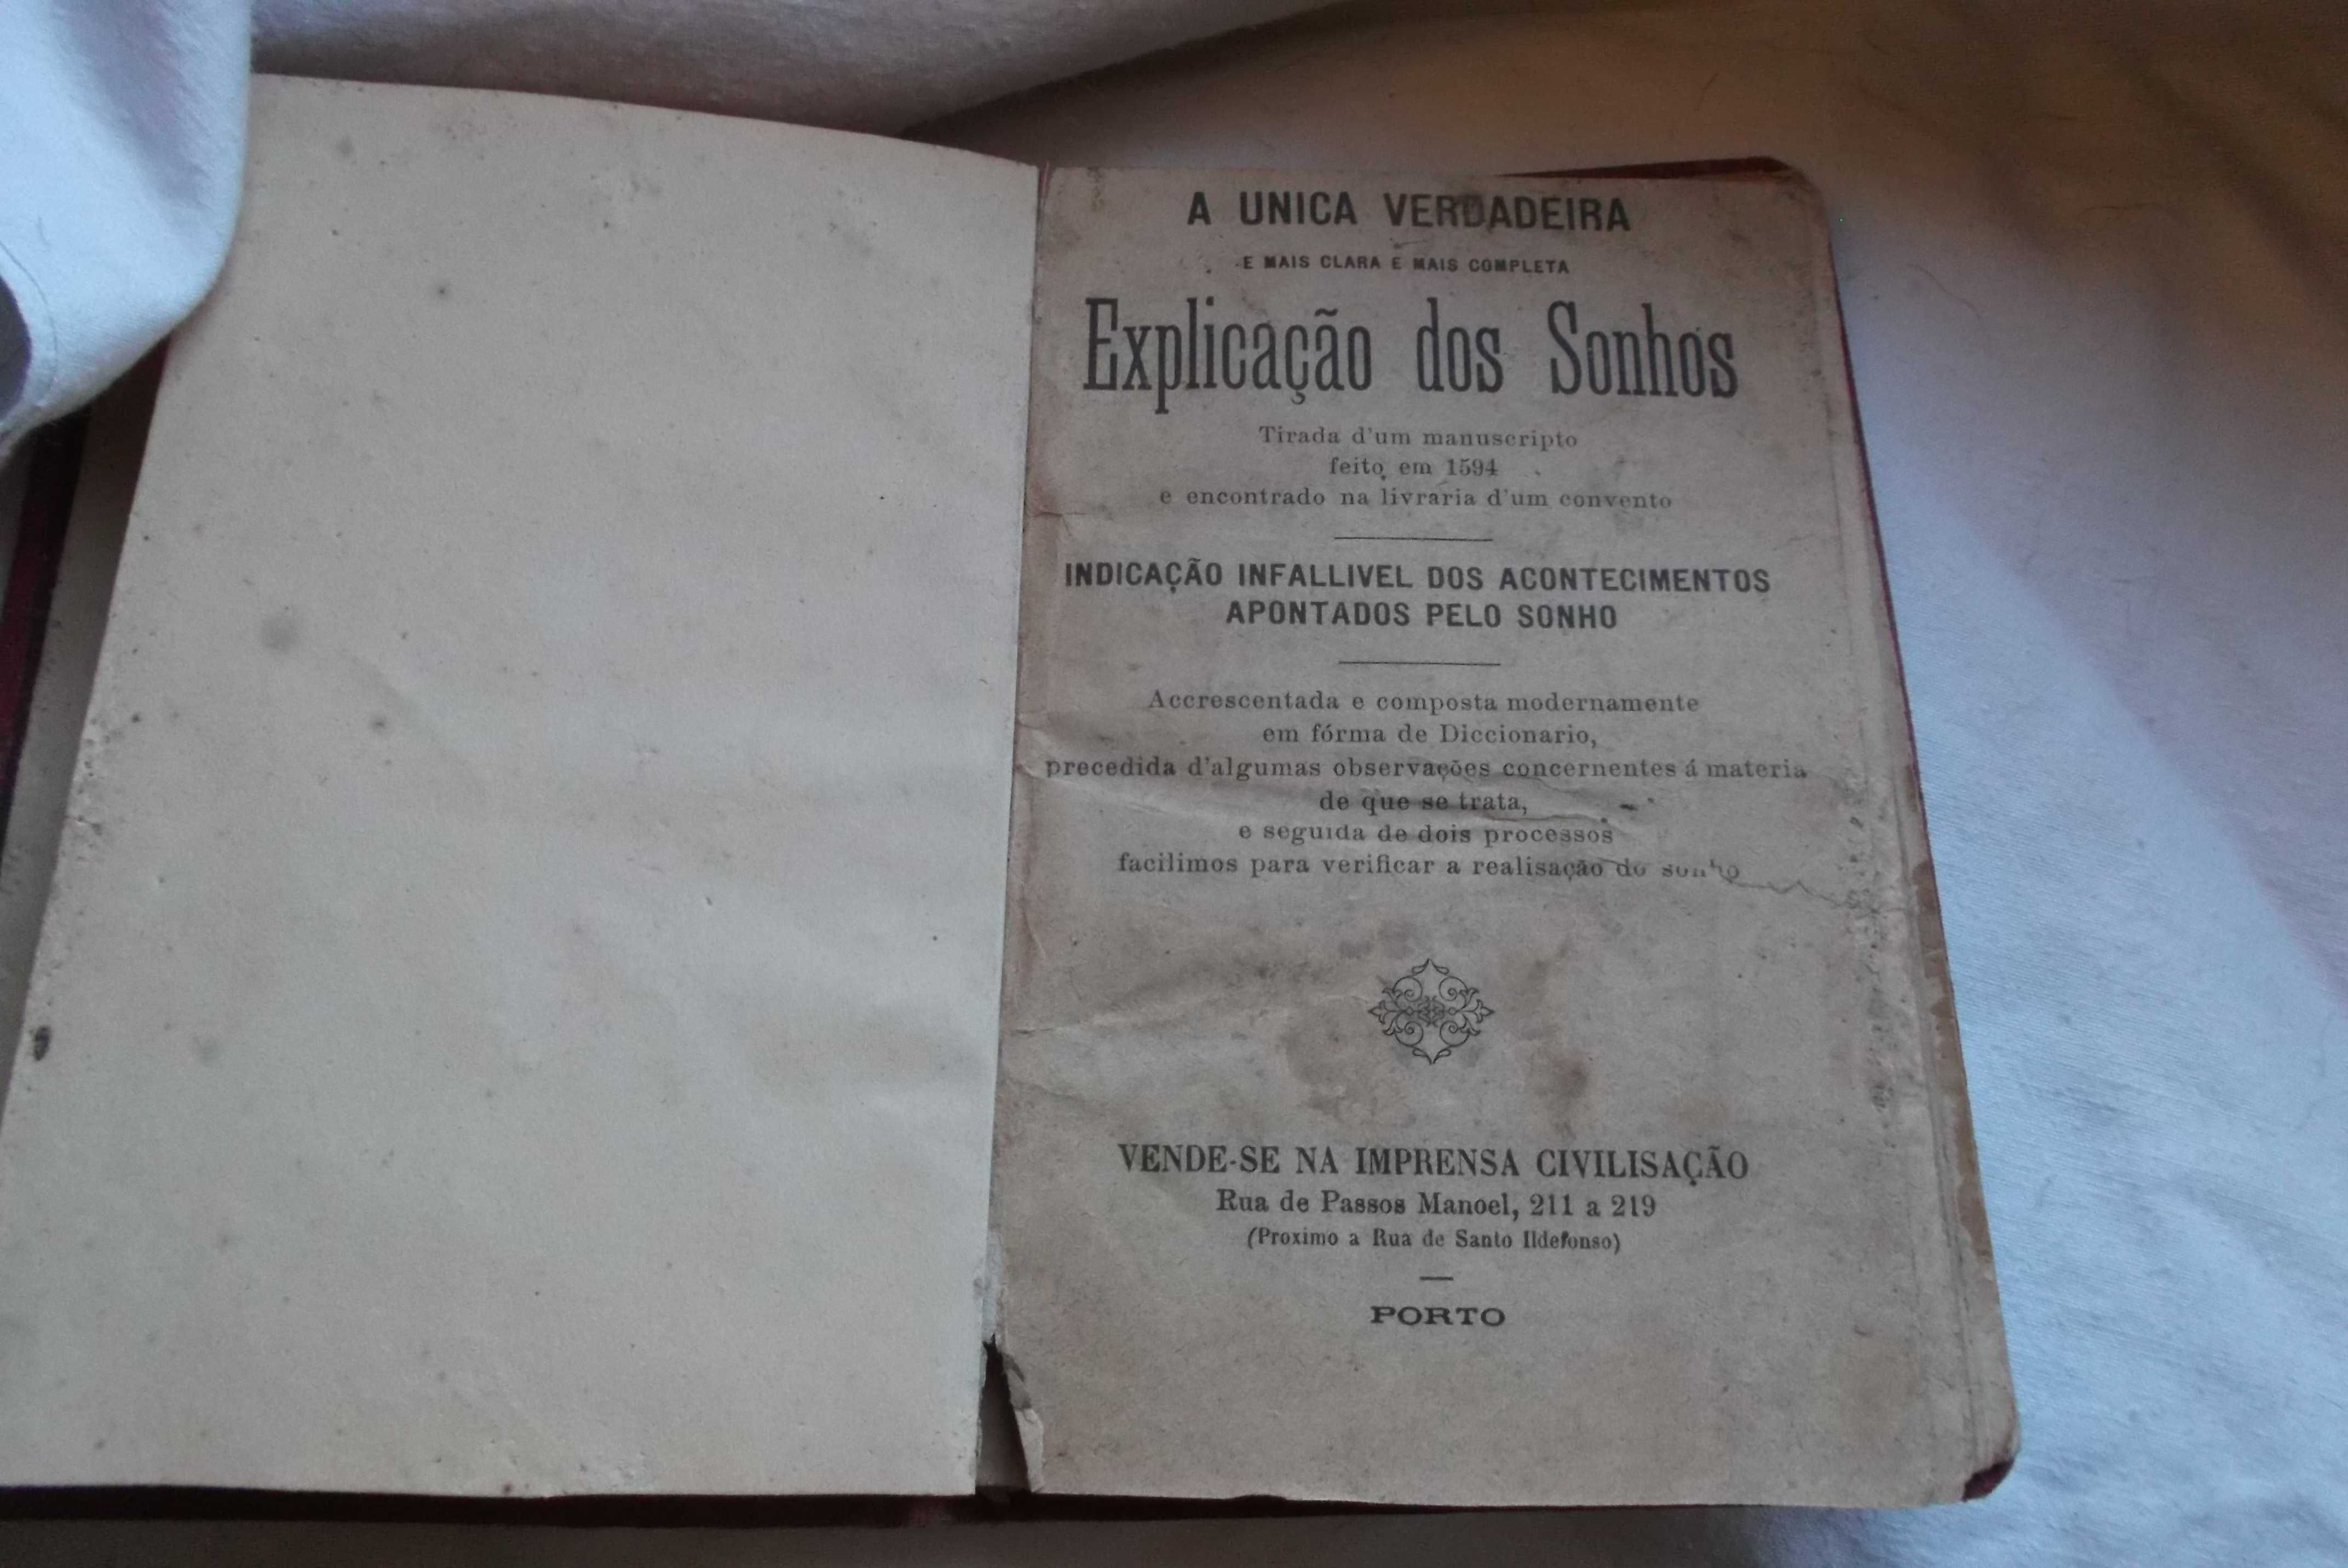 A UNICA VERDADEIRA
E MAIS CLARA E MAIS COMPLETA
Explicação dos Sonhos
Tirada d'um manuscripto
feito em 1594
e encontrado na livraria d'um convento
INDICAÇÃO INFALLIVEL DOS ACONTECIMENTOS
APONTADOS PELO SONHO
Accrescentada e composta modernamente
em fórma de Diccionario,
precedida d'algumas observações concernentes á materia
de que se trata,
e seguida de dois processos
facilimos para verificar a realisação do sonho
VENDE-SE NA IMPRENSA CIVILISAÇÃO
Rua de Passos Manoel, 211 a 219
(Proximo a Rua de Santo Ildefonso)
PORTO